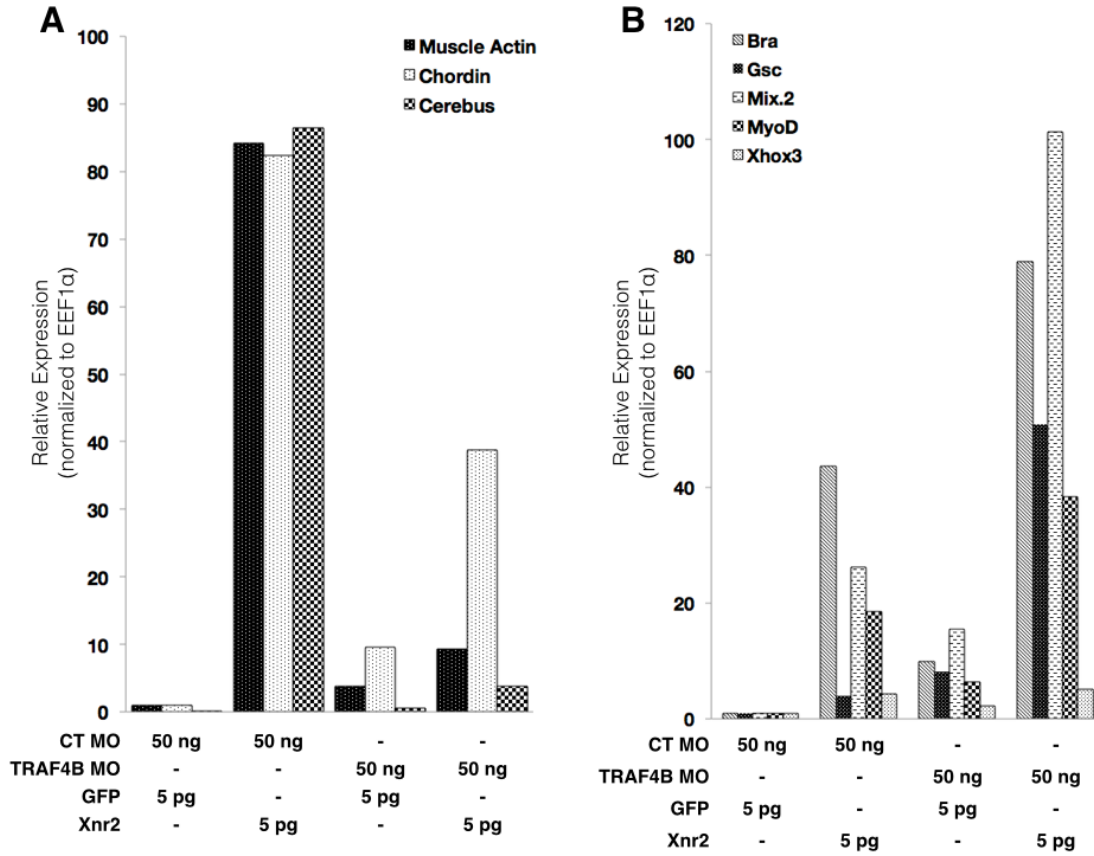 A
100
90
80
70
60
50
40
30
20
10
0
Relative Expression
(normalized to EEF1α)
Muscle Actin
Chordin
Cerebus
CT MO 50 ng 50 ng - -
TRAF4B MO - - 50 ng 50 ng
GFP 5 pg - 5 pg -
Xnr2 - 5 pg - 5 pg
B
120
100
80
60
40
20
0
Relative Expression
(normalized to EEF1α)
Bra
Gsc
Mix.2
MyoD
Xhox3
CT MO 50 ng 50 ng - -
TRAF4B MO - - 50 ng 50 ng
GFP 5 pg - 5 pg -
Xnr2 - 5 pg - 5 pg